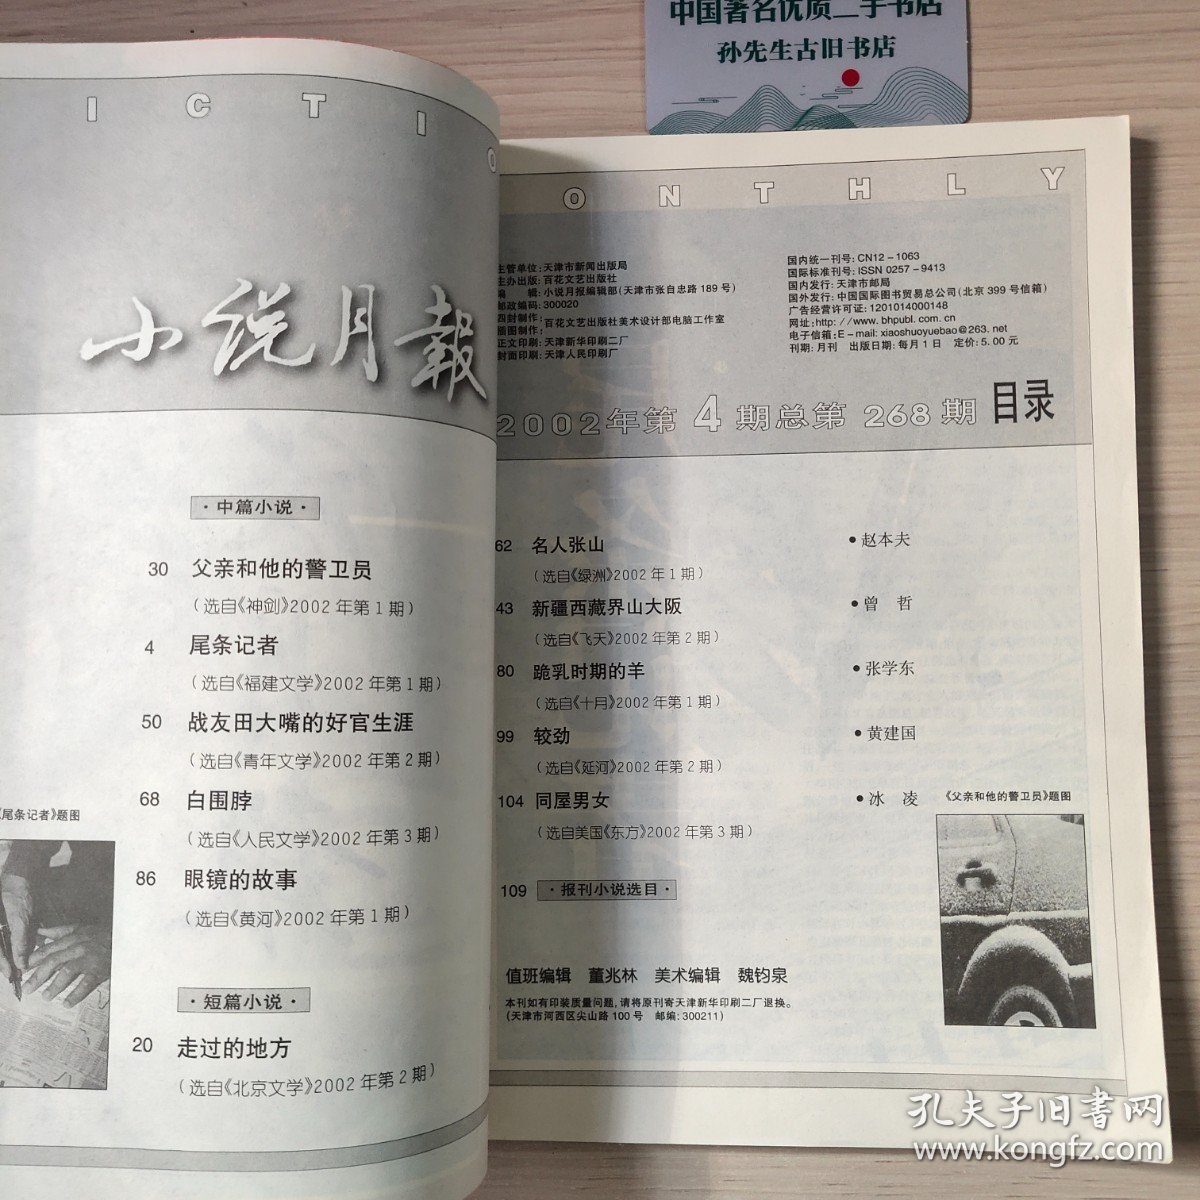 中国著名优质二手书店
孙先生古旧书店
ICTIO
小说月報
·中篇小说·
30 父亲和他的警卫员
(选自《神剑》2002年第1期)
4 尾条记者
(选自《福建文学》2002年第1期)
50 战友田大嘴的好官生涯
(选自《青年文学》2002年第2期)
68 白围脖
(选自《人民文学》2002年第3期)
86 眼镜的故事
(选自《黄河》2002年第1期)
《尾条记者》题图
·短篇小说·
20 走过的地方
(选自《北京文学》2002年第2期)
ONTHLY
主管单位:天津市新闻出版局
主办出版:百花文艺出版社
编 辑:小说月报编辑部(天津市张自忠路189号)
邮政编码:300020
四封制作:
插图制作:百花文艺出版社美术设计部电脑工作室
正文印刷:天津新华印刷二厂
封面印刷:天津人民印刷厂
国内统一刊号:CN12-1063
国际标准刊号:ISSN 0257-9413
国内发行:天津市邮局
国外发行:中国国际图书贸易总公司(北京399号信箱)
广告经营许可证:1201014000148
网址:http://www.bhpubl.com.cn
电子信箱:E-mail:xiaoshuoyuebao@263.net
刊期:月刊 出版日期:每月1日 定价:5.00元
2002年第4期总第268期 目录
62 名人张山 ●赵本夫
(选自《绿洲》2002年1期)
43 新疆西藏界山大阪 ●曾 哲
(选自《飞天》2002年第2期)
80 跪乳时期的羊 ●张学东
(选自《十月》2002年第1期)
99 较劲 ●黄建国
(选自《延河》2002年第2期)
104 同屋男女 ●冰 凌
(选自美国《东方》2002年第3期)
《父亲和他的警卫员》题图
109 ·报刊小说选目·
值班编辑 董兆林 美术编辑 魏钧泉
本刊如有印装质量问题,请将原刊寄天津新华印刷二厂退换。
(天津市河西区尖山路100号 邮编:300211)
孔夫子旧书网
www.kongfz.com